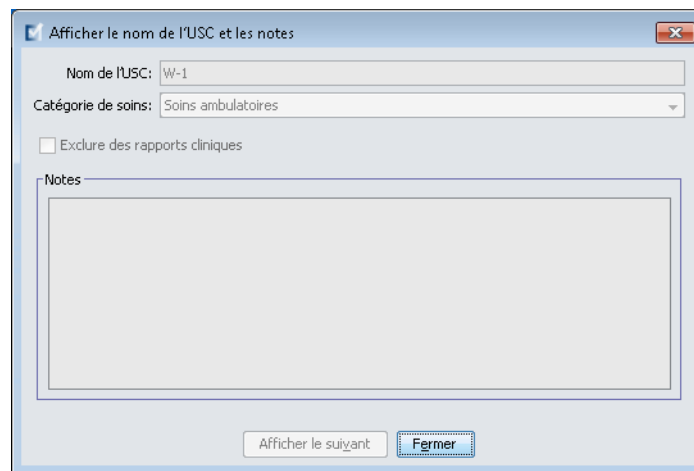 Afficher le nom de l'USC et les notes
Nom de l'USC: W-1
Catégorie de soins: Soins ambulatoires
Exclure des rapports cliniques
Notes
Afficher le suivant Fermer